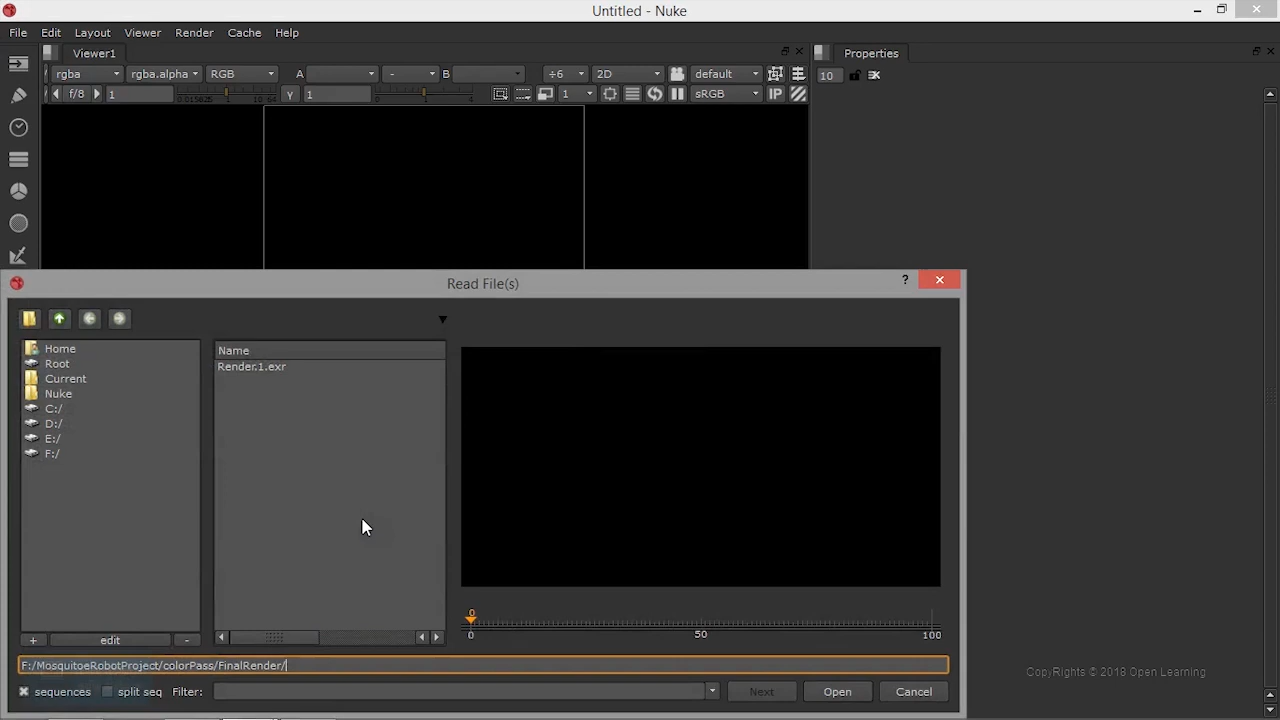 Untitled - Nuke
File Edit Layout Viewer Render Cache Help
Viewer1
Properties
rgba rgba.alpha RGB A - B ÷6 2D default 10
f/8 1 γ 1 1 sRGB IP
Read File(s)
?
Name
Home
Render.1.exr
Root
Current
Nuke
C:/
D:/
E:/
F:/
0
0 50 100
+ edit -
F:/MosquitoeRobotProject/colorPass/FinalRender/
CopyRights © 2018 Open Learning
sequences split seq Filter: Next Open Cancel